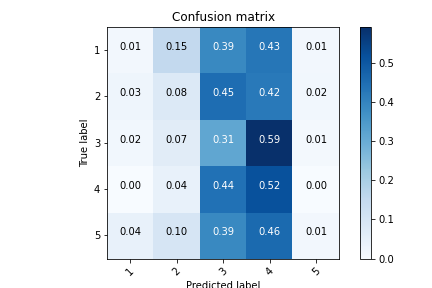 Confusion matrix
1 0.01 0.15 0.39 0.43 0.01
2 0.03 0.08 0.45 0.42 0.02
3 0.02 0.07 0.31 0.59 0.01
4 0.00 0.04 0.44 0.52 0.00
5 0.04 0.10 0.39 0.46 0.01
1 2 3 4 5
True label
Predicted label
0.5
0.4
0.3
0.2
0.1
0.0